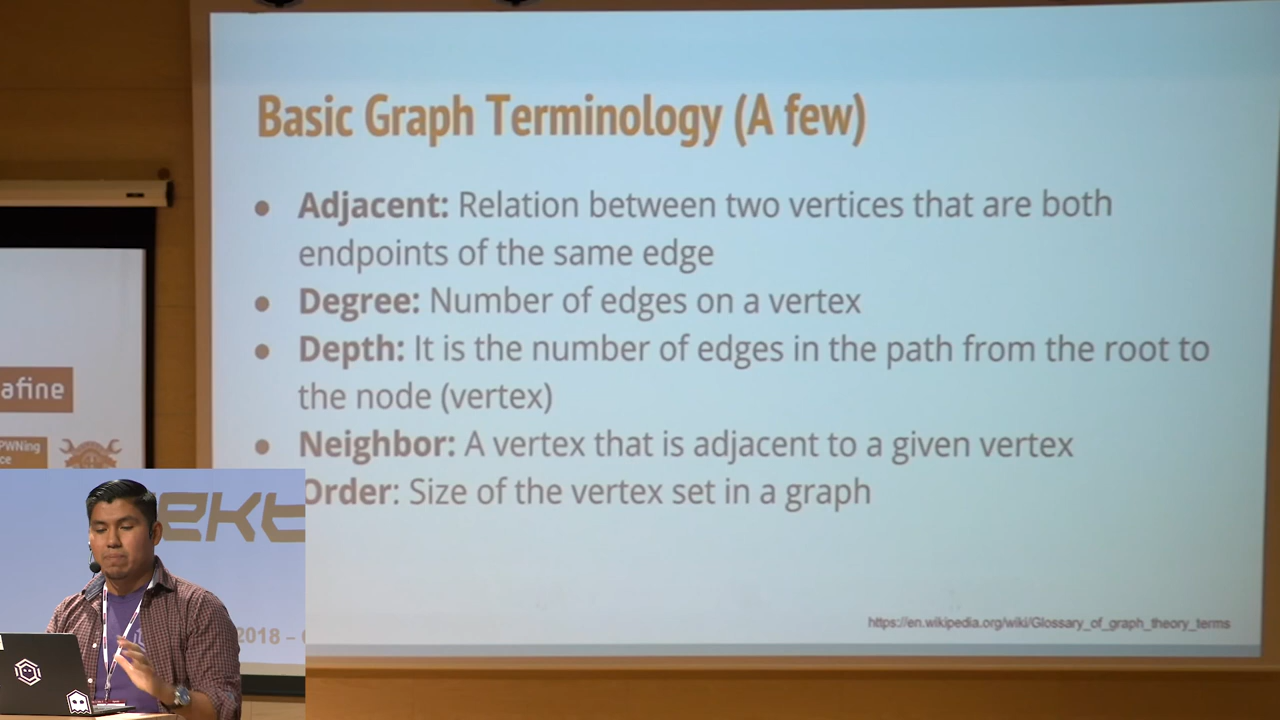 Basic Graph Terminology (A few)
● Adjacent: Relation between two vertices that are both
endpoints of the same edge
● Degree: Number of edges on a vertex
● Depth: It is the number of edges in the path from the root to
the node (vertex)
● Neighbor: A vertex that is adjacent to a given vertex
Order: Size of the vertex set in a graph
https://en.wikipedia.org/wiki/Glossary_of_graph_theory_terms
afine
PWNing
ce
ekt
2018 –